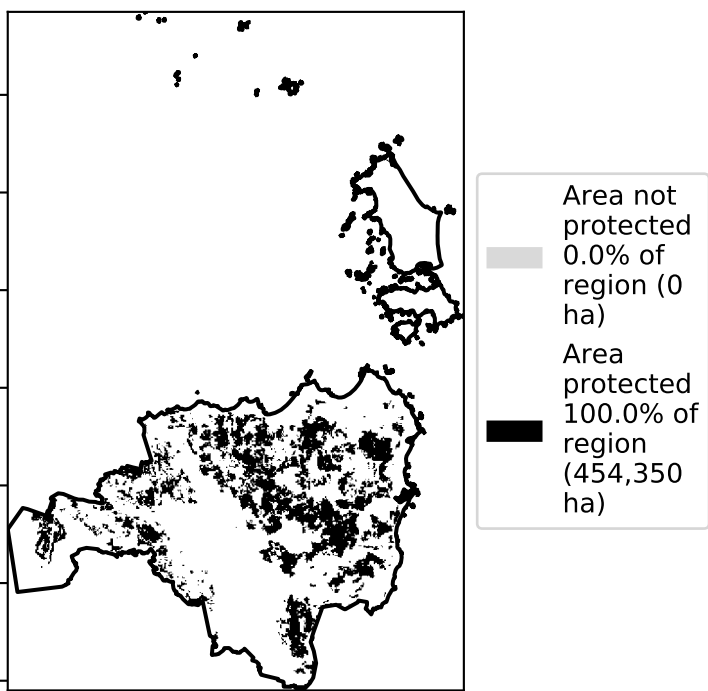 Area not
protected
0.0% of
region (0
ha)
Area
protected
100.0% of
region
(454,350
ha)